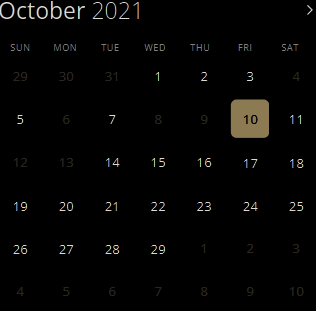 October 2021 >
SUN MON TUE WED THU FRI SAT
29 30 31 1 2 3 4
5 6 7 8 9 10 11
12 13 14 15 16 17 18
19 20 21 22 23 24 25
26 27 28 29 1 2 3
4 5 6 7 8 9 10